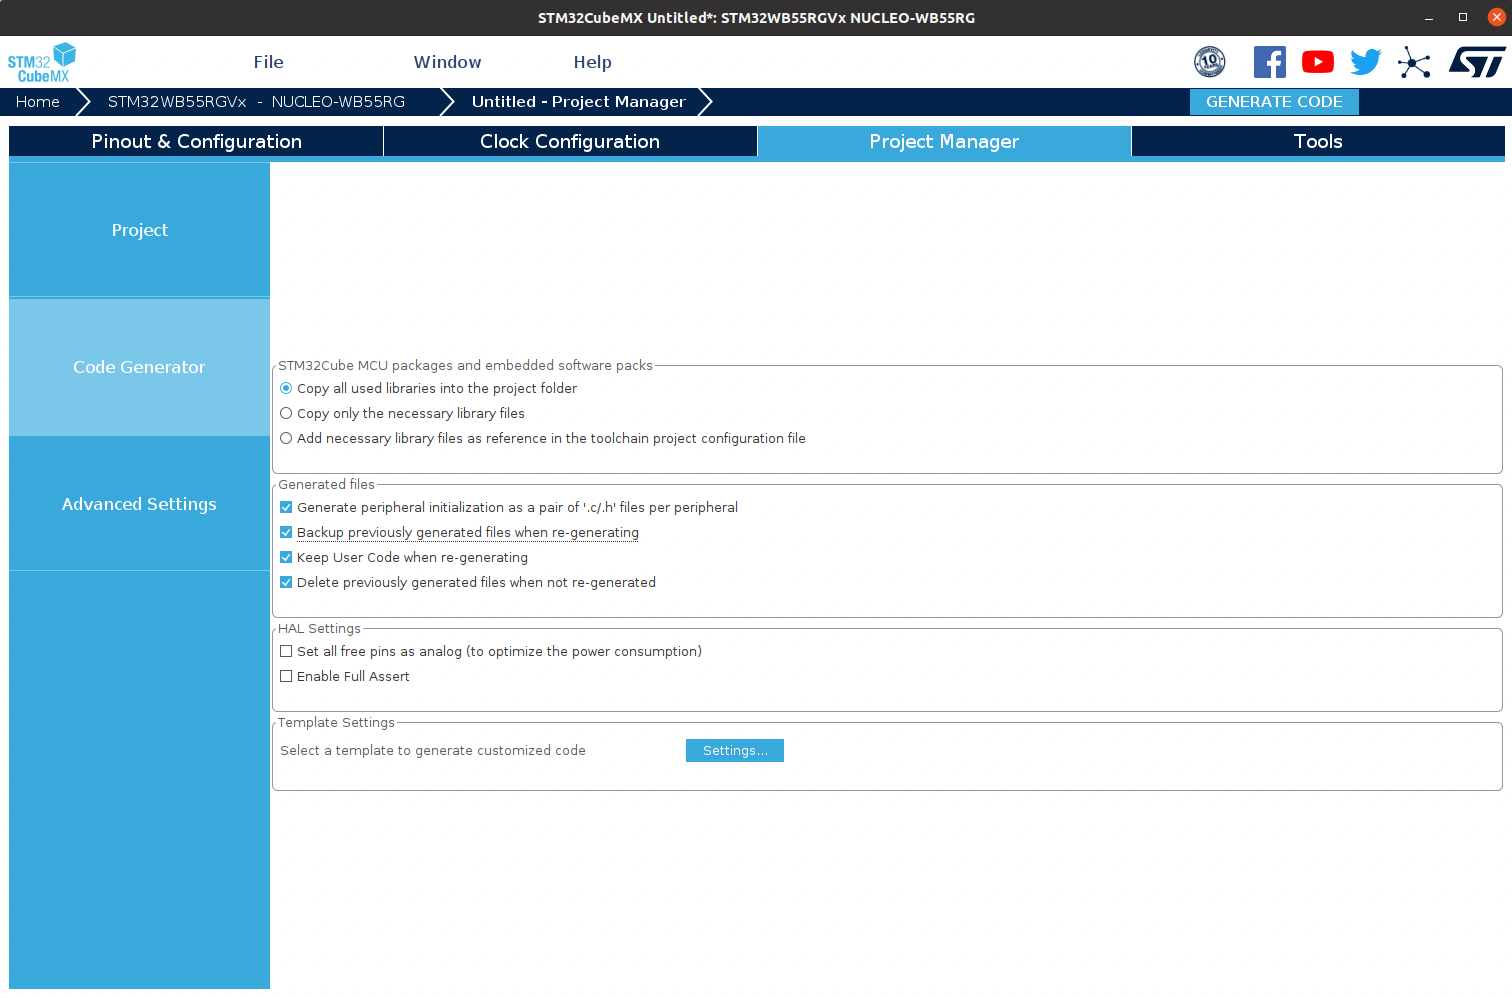 STM32CubeMX Untitled*: STM32WB55RGVx NUCLEO-WB55RG
STM32
CubeMX
File
Window
Help
10
Home
STM32WB55RGVx - NUCLEO-WB55RG
Untitled - Project Manager
GENERATE CODE
Pinout & Configuration
Clock Configuration
Project Manager
Tools
Project
Code Generator
Advanced Settings
STM32Cube MCU packages and embedded software packs
Copy all used libraries into the project folder
Copy only the necessary library files
Add necessary library files as reference in the toolchain project configuration file
Generated files
Generate peripheral initialization as a pair of '.c/.h' files per peripheral
Backup previously generated files when re-generating
Keep User Code when re-generating
Delete previously generated files when not re-generated
HAL Settings
Set all free pins as analog (to optimize the power consumption)
Enable Full Assert
Template Settings
Select a template to generate customized code
Settings...